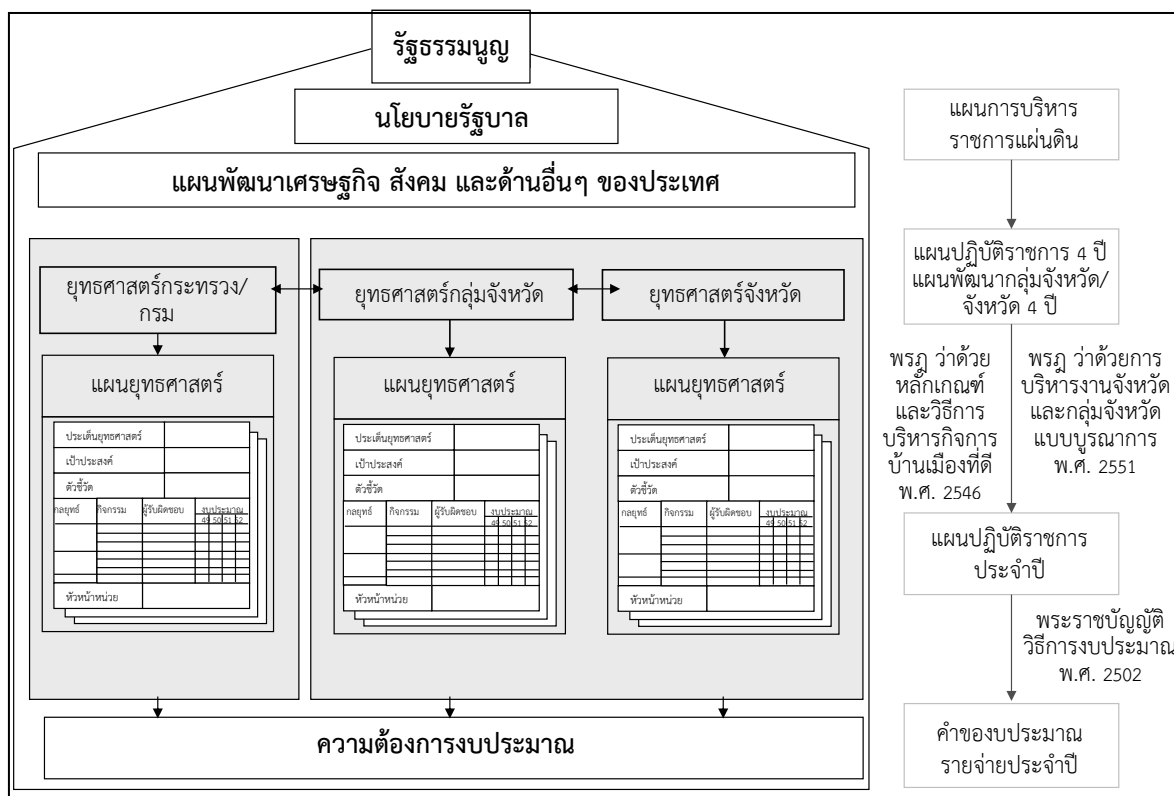 รัฐธรรมนูญ
นโยบายรัฐบาล
แผนพัฒนาเศรษฐกิจ สังคม และด้านอื่นๆ ของประเทศ
ยุทธศาสตร์กระทรวง/
กรม
ยุทธศาสตร์กลุ่มจังหวัด
ยุทธศาสตร์จังหวัด
แผนยุทธศาสตร์
ประเด็นยุทธศาสตร์
เป้าประสงค์
ตัวชี้วัด
กลยุทธ์ กิจกรรม ผู้รับผิดชอบ งบประมาณ
49 50 51 52
หัวหน้าหน่วย
แผนยุทธศาสตร์
ประเด็นยุทธศาสตร์
เป้าประสงค์
ตัวชี้วัด
กลยุทธ์ กิจกรรม ผู้รับผิดชอบ งบประมาณ
49 50 51 52
หัวหน้าหน่วย
แผนยุทธศาสตร์
ประเด็นยุทธศาสตร์
เป้าประสงค์
ตัวชี้วัด
กลยุทธ์ กิจกรรม ผู้รับผิดชอบ งบประมาณ
49 50 51 52
หัวหน้าหน่วย
ความต้องการงบประมาณ
แผนการบริหาร
ราชการแผ่นดิน
แผนปฏิบัติราชการ 4 ปี
แผนพัฒนากลุ่มจังหวัด/
จังหวัด 4 ปี
พรฎ ว่าด้วย
หลักเกณฑ์
และวิธีการ
บริหารกิจการ
บ้านเมืองที่ดี
พ.ศ. 2546
พรฎ ว่าด้วยการ
บริหารงานจังหวัด
และกลุ่มจังหวัด
แบบบูรณาการ
พ.ศ. 2551
แผนปฏิบัติราชการ
ประจำปี
พระราชบัญญัติ
วิธีการงบประมาณ
พ.ศ. 2502
คำของบประมาณ
รายจ่ายประจำปี